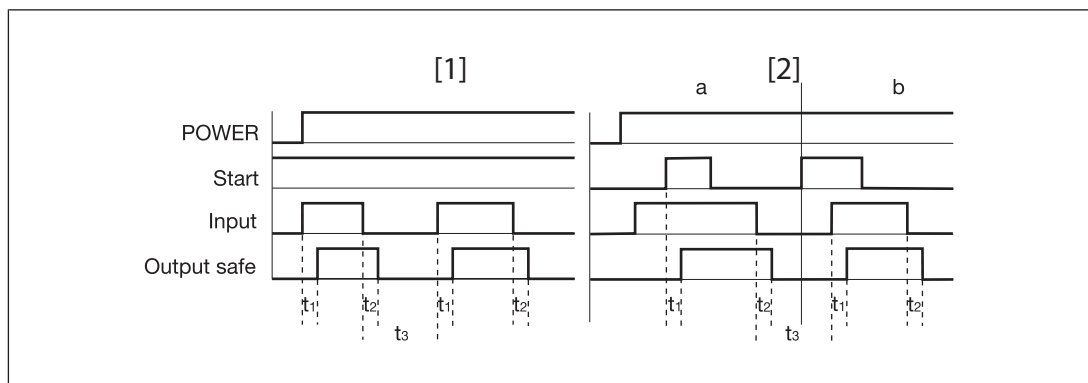 [1] [2]
a b
POWER
Start
Input
Output safe
t1 t2 t1 t2 t1 t2 t1 t2
t3 t3